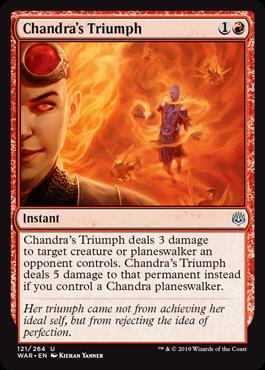 Chandra's Triumph 1
Instant
Chandra's Triumph deals 3 damage
to target creature or planeswalker an
opponent controls. Chandra's Triumph
deals 5 damage to that permanent instead
if you control a Chandra planeswalker.
Her triumph came not from achieving her
ideal self, but from rejecting the idea of
perfection.
121/264 U
WAR • EN KIERAN YANNER
™ & © 2019 Wizards of the Coast